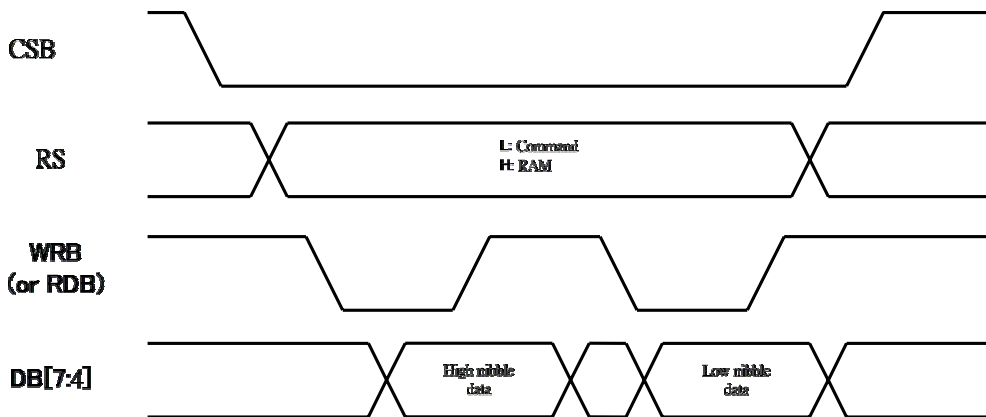 CSB
RS
L: Command
H: RAM
WRB
(or RDB)
DB[7:4]
High nibble
data
Low nibble
data